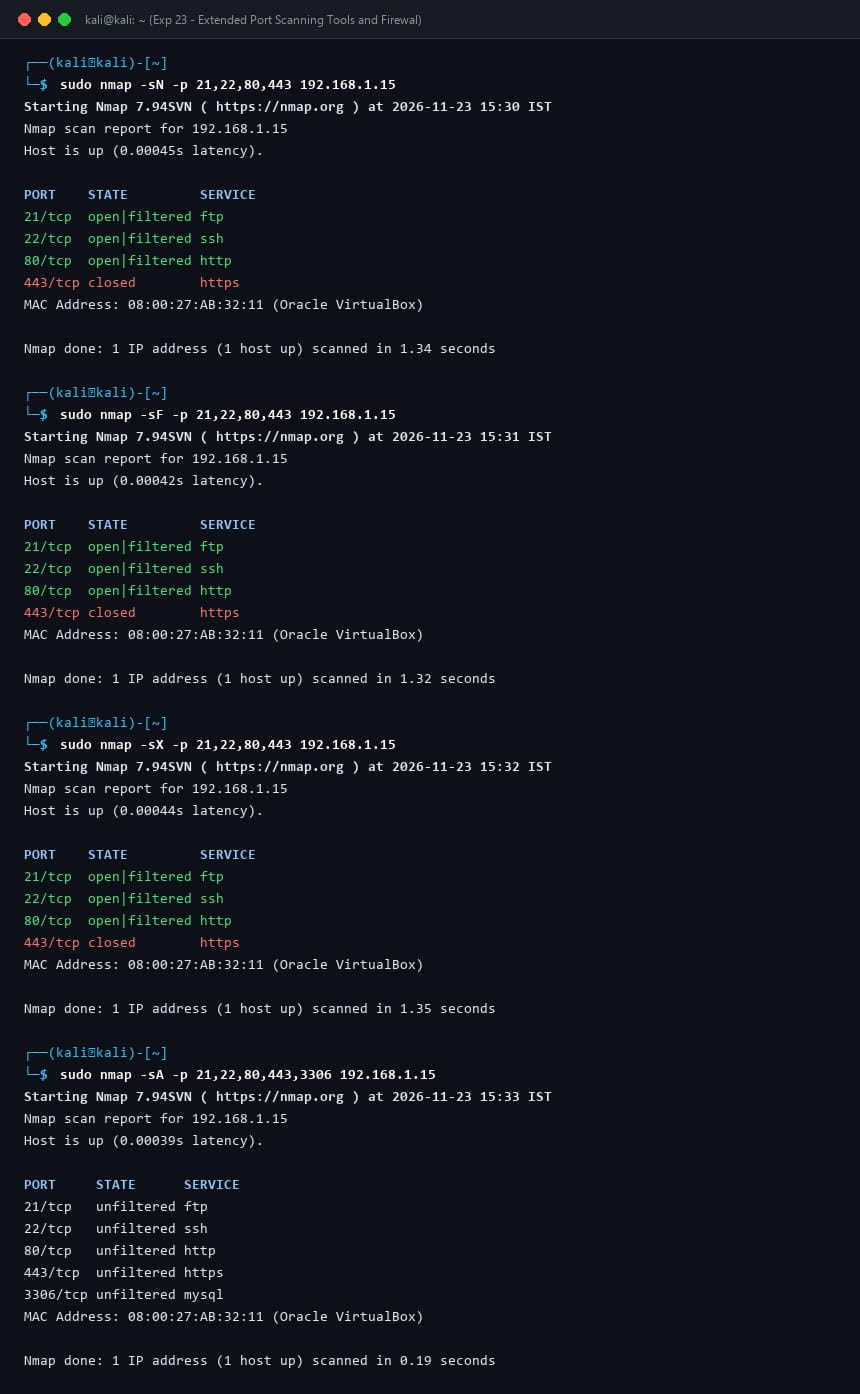 kali@kali: ~ (Exp 23 - Extended Port Scanning Tools and Firewal)
┌──(kali㉿kali)-[~]
└─$ sudo nmap -sN -p 21,22,80,443 192.168.1.15
Starting Nmap 7.94SVN ( https://nmap.org ) at 2026-11-23 15:30 IST
Nmap scan report for 192.168.1.15
Host is up (0.00045s latency).
PORT    STATE         SERVICE
21/tcp  open|filtered ftp
22/tcp  open|filtered ssh
80/tcp  open|filtered http
443/tcp closed        https
MAC Address: 08:00:27:AB:32:11 (Oracle VirtualBox)
Nmap done: 1 IP address (1 host up) scanned in 1.34 seconds
┌──(kali㉿kali)-[~]
└─$ sudo nmap -sF -p 21,22,80,443 192.168.1.15
Starting Nmap 7.94SVN ( https://nmap.org ) at 2026-11-23 15:31 IST
Nmap scan report for 192.168.1.15
Host is up (0.00042s latency).
PORT    STATE         SERVICE
21/tcp  open|filtered ftp
22/tcp  open|filtered ssh
80/tcp  open|filtered http
443/tcp closed        https
MAC Address: 08:00:27:AB:32:11 (Oracle VirtualBox)
Nmap done: 1 IP address (1 host up) scanned in 1.32 seconds
┌──(kali㉿kali)-[~]
└─$ sudo nmap -sX -p 21,22,80,443 192.168.1.15
Starting Nmap 7.94SVN ( https://nmap.org ) at 2026-11-23 15:32 IST
Nmap scan report for 192.168.1.15
Host is up (0.00044s latency).
PORT    STATE         SERVICE
21/tcp  open|filtered ftp
22/tcp  open|filtered ssh
80/tcp  open|filtered http
443/tcp closed        https
MAC Address: 08:00:27:AB:32:11 (Oracle VirtualBox)
Nmap done: 1 IP address (1 host up) scanned in 1.35 seconds
┌──(kali㉿kali)-[~]
└─$ sudo nmap -sA -p 21,22,80,443,3306 192.168.1.15
Starting Nmap 7.94SVN ( https://nmap.org ) at 2026-11-23 15:33 IST
Nmap scan report for 192.168.1.15
Host is up (0.00039s latency).
PORT     STATE      SERVICE
21/tcp   unfiltered ftp
22/tcp   unfiltered ssh
80/tcp   unfiltered http
443/tcp  unfiltered https
3306/tcp unfiltered mysql
MAC Address: 08:00:27:AB:32:11 (Oracle VirtualBox)
Nmap done: 1 IP address (1 host up) scanned in 0.19 seconds